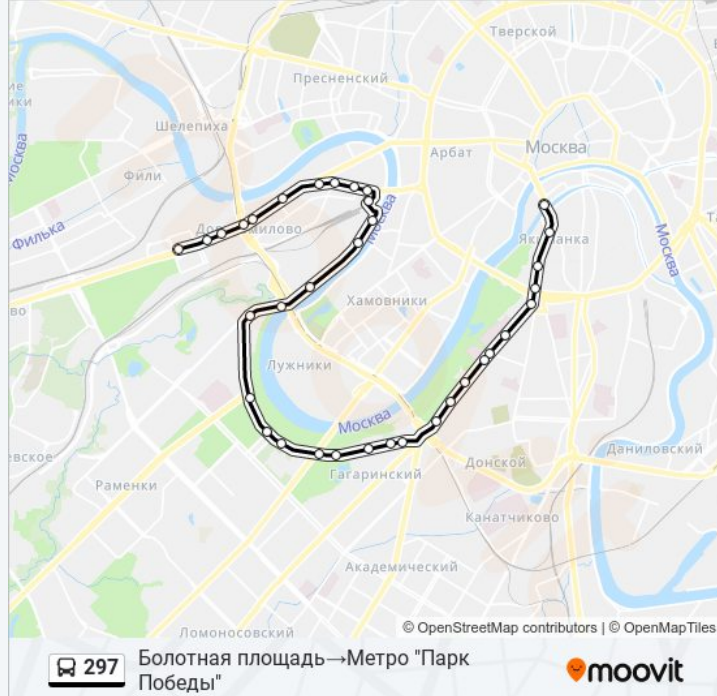 Тверской
Пресненский
Шелепиха
Арбат
Москва
Фили
Москва
Филька
Москва
Якиманка
Москва
Хамовники
Лужники
Москва
Даниловский
Донской
Гагаринский
Раменки
Канатчиково
Академический
Ломоносовский
© OpenStreetMap contributors | © OpenMapTiles
297
Болотная площадь→Метро "Парк
Победы"
moovit